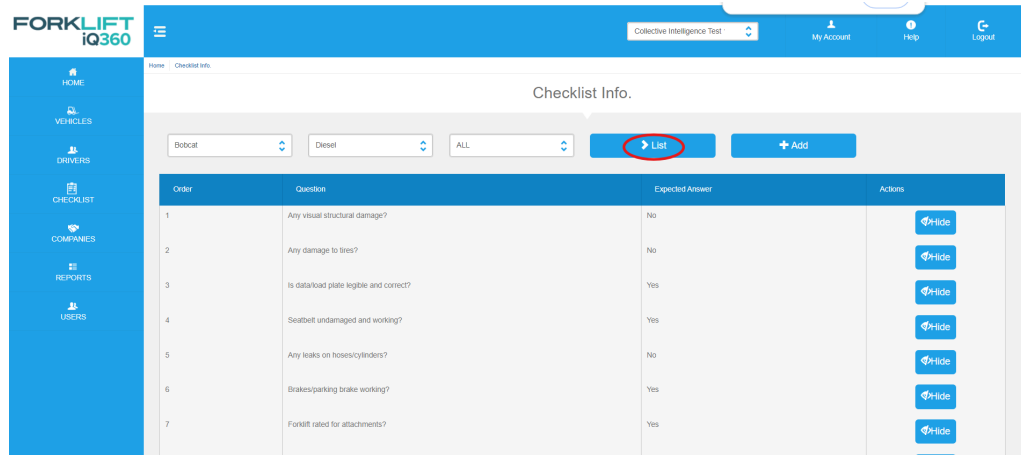 FORKLIFT
iQ360
Collective Intelligence Test
My Account
Help
Logout
HOME
VEHICLES
DRIVERS
CHECKLIST
COMPANIES
REPORTS
USERS
Home Checklist Info.
Checklist Info.
Bobcat Diesel ALL List Add
Order Question Expected Answer Actions
1 Any visual structural damage? No Hide
2 Any damage to tires? No Hide
3 Is data/load plate legible and correct? Yes Hide
4 Seatbelt undamaged and working? Yes Hide
5 Any leaks on hoses/cylinders? No Hide
6 Brakes/parking brake working? Yes Hide
7 Forklift rated for attachments? Yes Hide